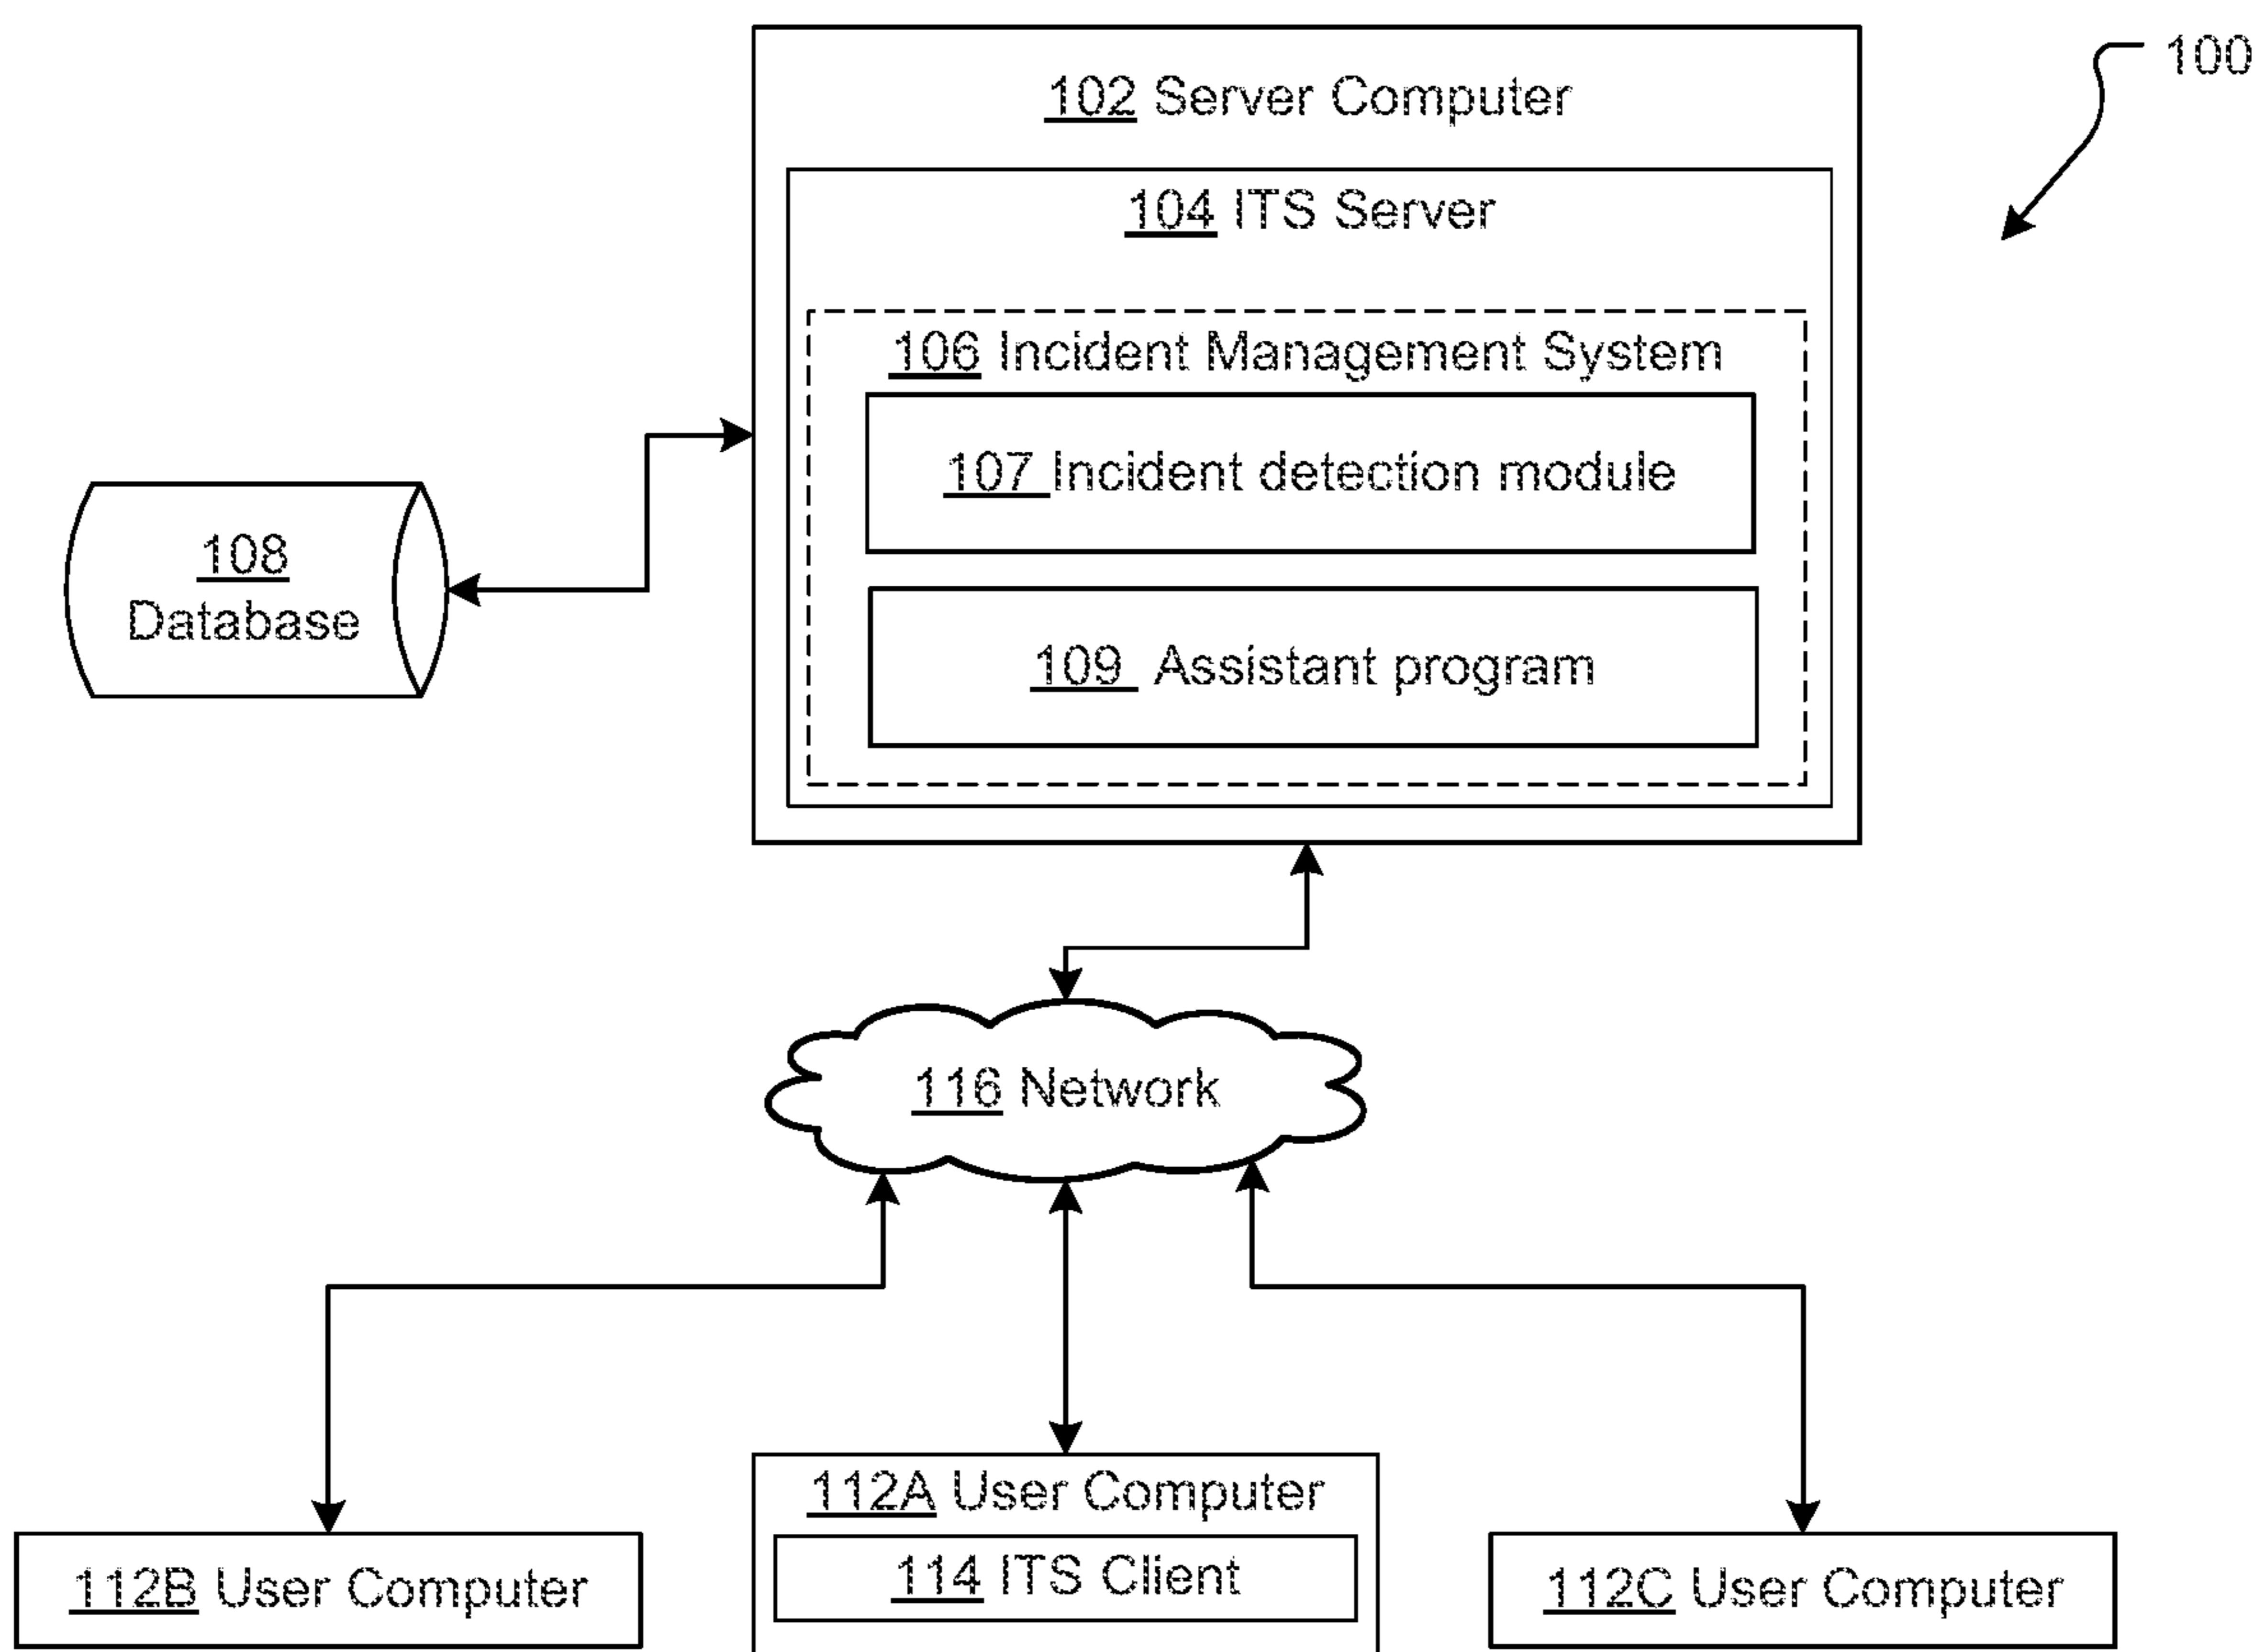 100
102 Server Computer
104 ITS Server
106 Incident Management System
107 Incident detection module
108
Database
109 Assistant program
116 Network
112A User Computer
114 ITS Client
112B User Computer
112C User Computer